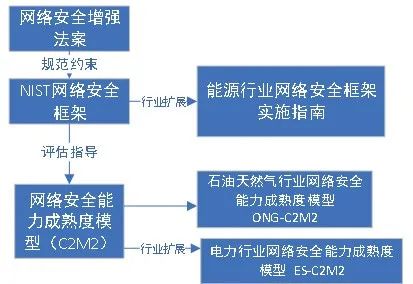 网络安全增强
法案
规范约束
NIST网络安全
框架
行业扩展
能源行业网络安全框架
实施指南
评估指导
网络安全能
力成熟度模
型（C2M2）
石油天然气行业网络安全
能力成熟度模型
ONG-C2M2
行业扩展
电力行业网络安全能力成熟度
模型 ES-C2M2